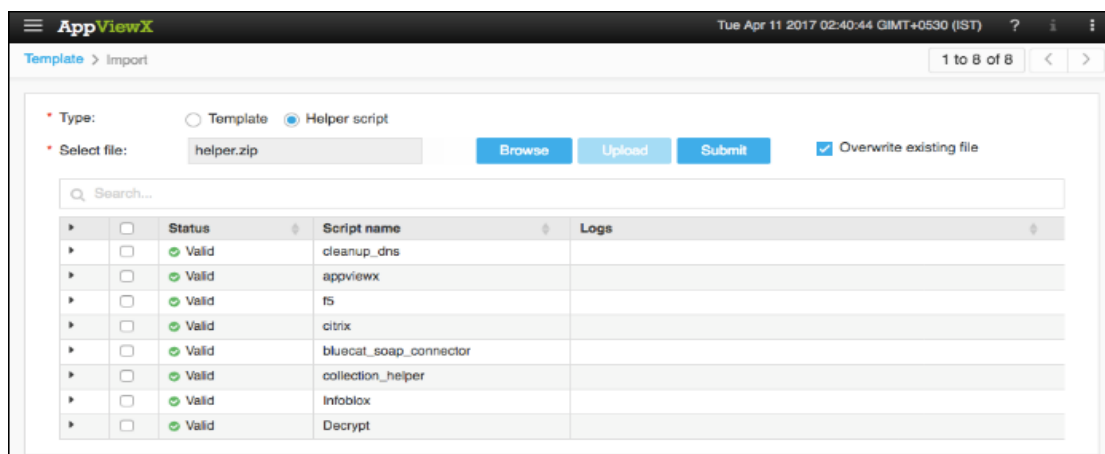 AppViewX Tue Apr 11 2017 02:40:44 GIMT+0530 (IST) ? i
Template > Import 1 to 8 of 8 < >
* Type: Template Helper script
* Select file: helper.zip Browse Upload Submit Overwrite existing file
Search...
Status Script name Logs
Valid cleanup_dns
Valid appviewx
Valid f5
Valid citrix
Valid bluecat_soap_connector
Valid collection_helper
Valid Infoblox
Valid Decrypt